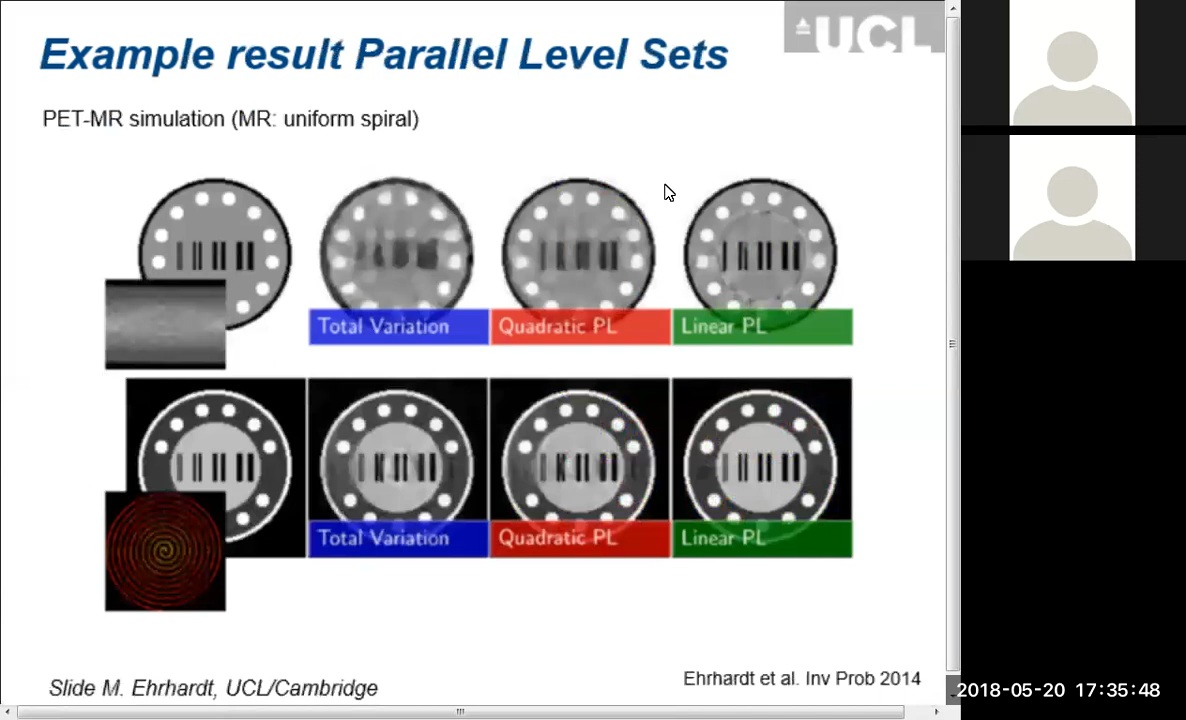 UCL
Example result Parallel Level Sets
PET-MR simulation (MR: uniform spiral)
Total Variation
Quadratic PL
Linear PL
Total Variation
Quadratic PL
Linear PL
Slide M. Ehrhardt, UCL/Cambridge
Ehrhardt et al. Inv Prob 2014
2018-05-20 17:35:48